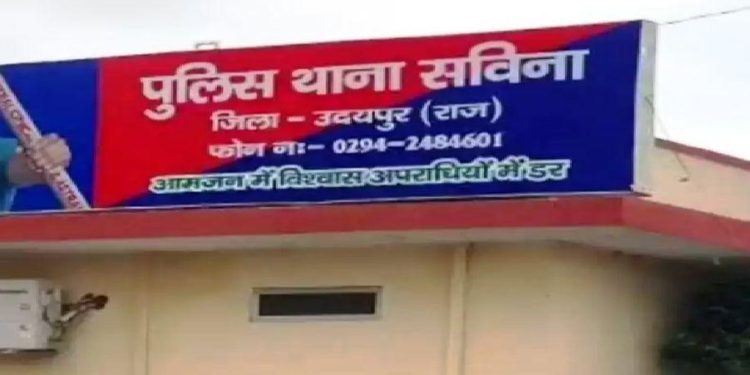 पुलिस थाना सविना
जिला - उदयपुर (राज)
फोन नः- 0294-2484601
आमजन में विश्वास अपराधियों में डर